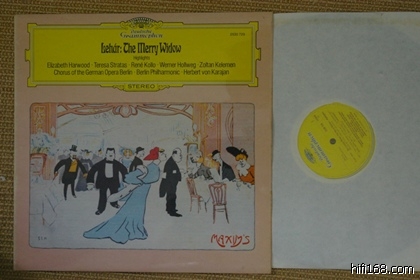 Deutsche
Grammophon
Lehár: The Merry Widow
Highlights
Elizabeth Harwood · Teresa Stratas · René Kollo · Werner Hollweg · Zoltan Kelemen
Chorus of the German Opera Berlin · Berlin Philharmonic · Herbert von Karajan
STEREO
MAXIM'S
hifi168.com